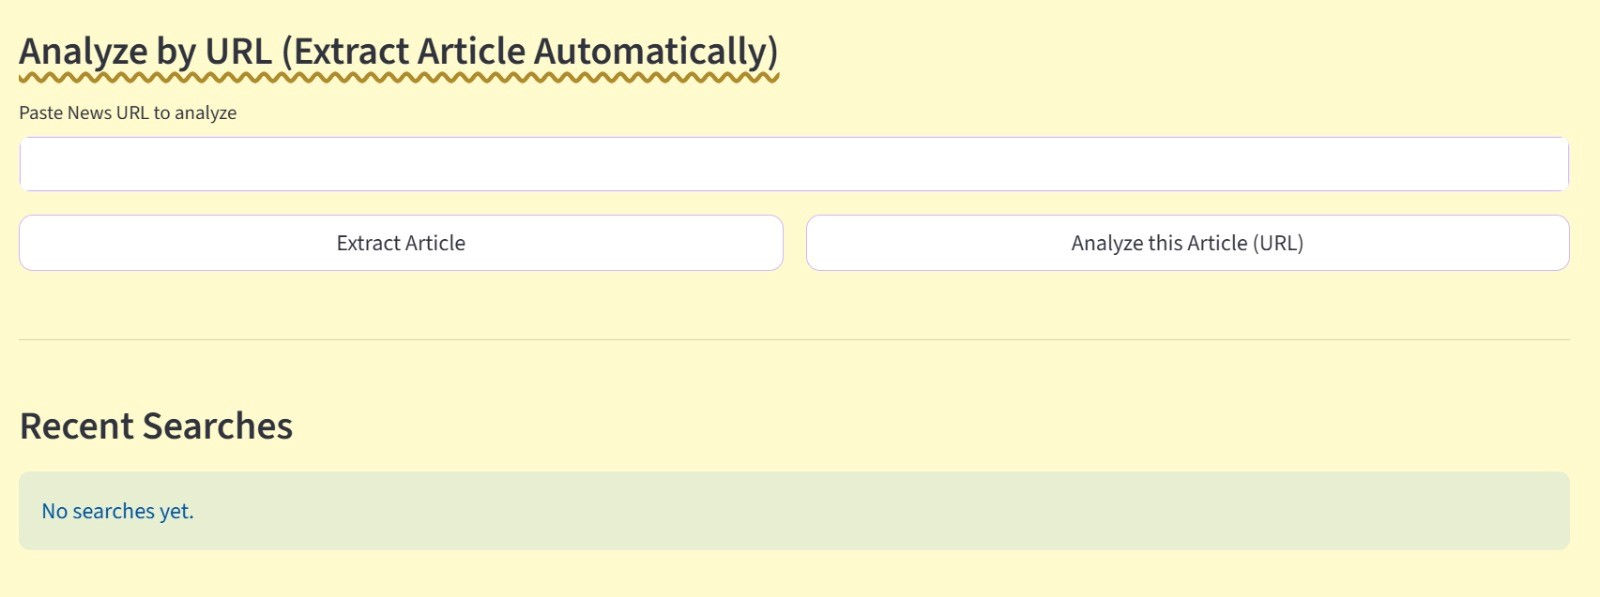 Analyze by URL (Extract Article Automatically)
Paste News URL to analyze
Extract Article
Analyze this Article (URL)
Recent Searches
No searches yet.